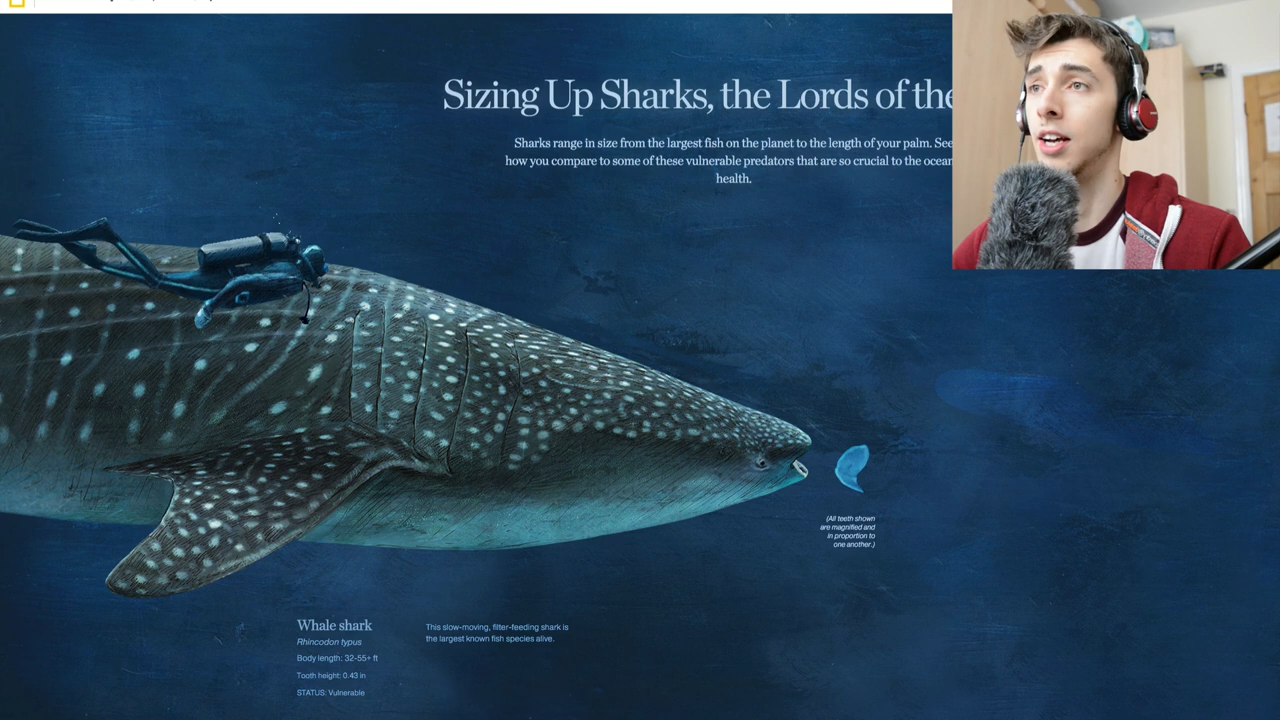 Sizing Up Sharks, the Lords of the
Sharks range in size from the largest fish on the planet to the length of your palm. See
how you compare to some of these vulnerable predators that are so crucial to the ocean
health.
(All teeth shown
are magnified and
in proportion to
one another.)
Whale shark
Rhincodon typus
Body length: 32-55+ ft
Tooth height: 0.43 in
STATUS: Vulnerable
This slow-moving, filter-feeding shark is
the largest known fish species alive.